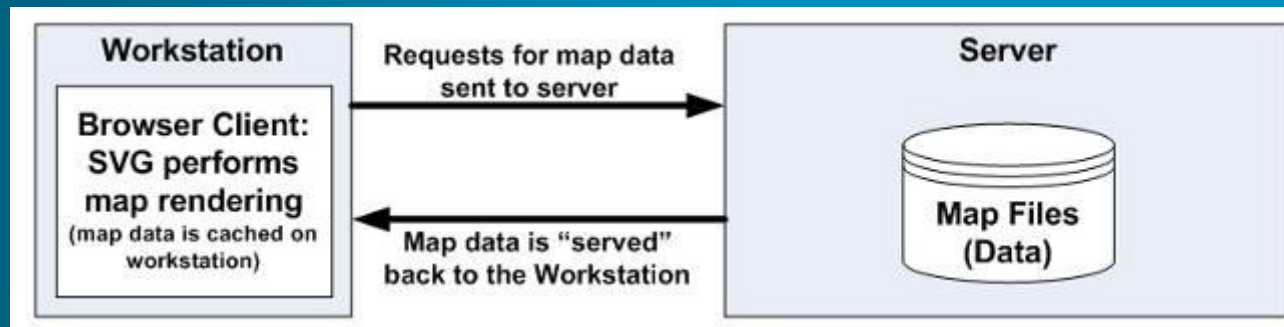 Workstation
Browser Client:
SVG performs
map rendering
(map data is cached on
workstation)
Requests for map data
sent to server
Map data is “served”
back to the Workstation
Server
Map Files
(Data)